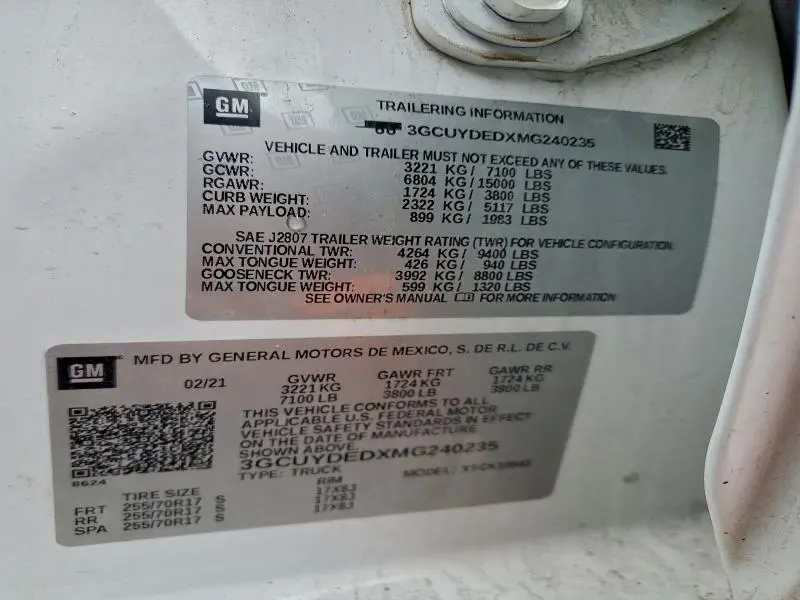 GM
TRAILERING INFORMATION
3GCUYDEDXMG240235
VEHICLE AND TRAILER MUST NOT EXCEED ANY OF THESE VALUES.
GVWR: 3221 KG / 7100 LBS
GCWR: 6804 KG / 15000 LBS
RGAWR: 1724 KG / 3800 LBS
CURB WEIGHT: 2322 KG / 5117 LBS
MAX PAYLOAD: 899 KG / 1983 LBS
SAE J2807 TRAILER WEIGHT RATING (TWR) FOR VEHICLE CONFIGURATION.
CONVENTIONAL TWR: 4264 KG / 9400 LBS
MAX TONGUE WEIGHT: 426 KG / 940 LBS
GOOSENECK TWR: 3992 KG / 8800 LBS
MAX TONGUE WEIGHT: 599 KG / 1320 LBS
SEE OWNER'S MANUAL FOR MORE INFORMATION
GM
MFD BY GENERAL MOTORS DE MEXICO, S. DE R.L. DE C.V.
02/21 GVWR GAWR FRT GAWR RR
3221 KG 1724 KG 1724 KG
7100 LB 3800 LB 3800 LB
THIS VEHICLE CONFORMS TO ALL
APPLICABLE U.S. FEDERAL MOTOR
VEHICLE SAFETY STANDARDS IN EFFECT
ON THE DATE OF MANUFACTURE
SHOWN ABOVE.
3GCUYDEDXMG240235
8624
TYPE: TRUCK MODEL:
TIRE SIZE RIM
FRT 255/70R17 S 17X8J
RR 255/70R17 S 17X8J
SPA 255/70R17 S 17X8J